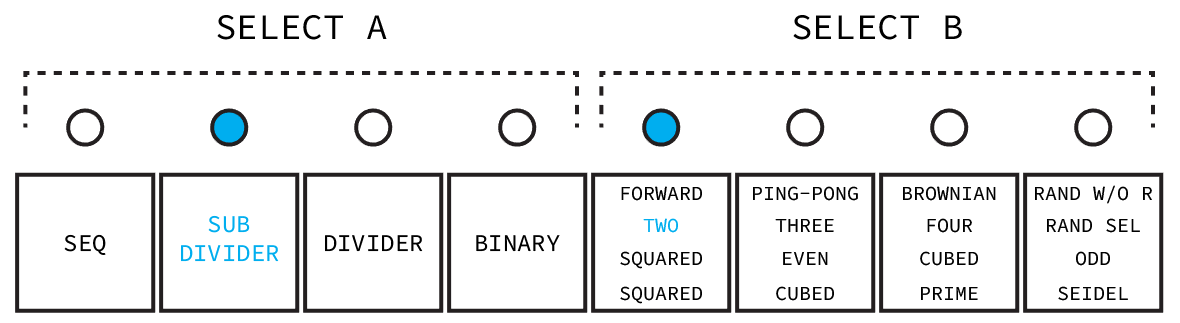 SELECT A
SELECT B
SEQ
SUB
DIVIDER
DIVIDER
BINARY
FORWARD
TWO
SQUARED
SQUARED
PING-PONG
THREE
EVEN
CUBED
BROWNIAN
FOUR
CUBED
PRIME
RAND W/O R
RAND SEL
ODD
SEIDEL